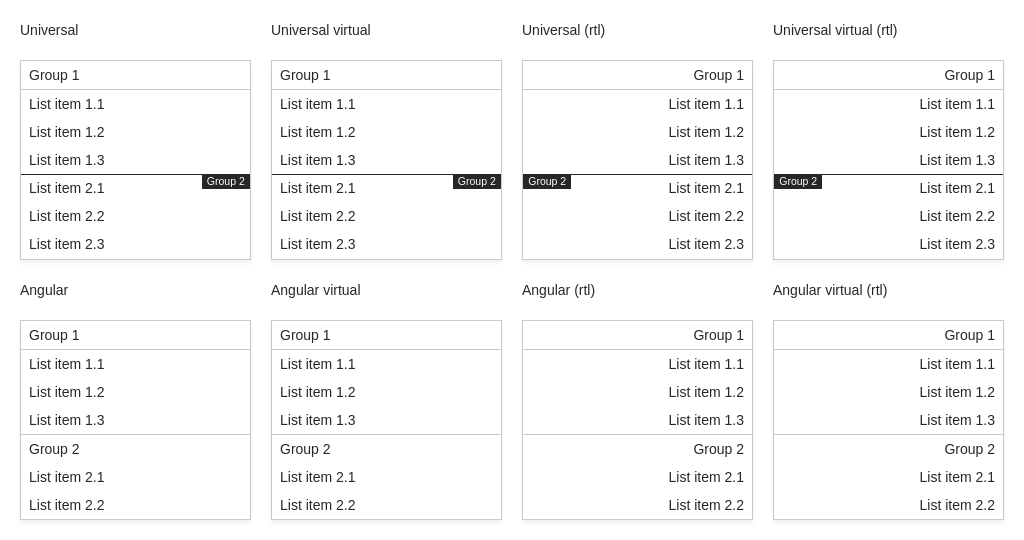 Universal
Group 1
List item 1.1
List item 1.2
List item 1.3
Group 2
List item 2.1
List item 2.2
List item 2.3
Universal virtual
Group 1
List item 1.1
List item 1.2
List item 1.3
Group 2
List item 2.1
List item 2.2
List item 2.3
Universal (rtl)
Group 1
List item 1.1
List item 1.2
List item 1.3
Group 2
List item 2.1
List item 2.2
List item 2.3
Universal virtual (rtl)
Group 1
List item 1.1
List item 1.2
List item 1.3
Group 2
List item 2.1
List item 2.2
List item 2.3
Angular
Group 1
List item 1.1
List item 1.2
List item 1.3
Group 2
List item 2.1
List item 2.2
Angular virtual
Group 1
List item 1.1
List item 1.2
List item 1.3
Group 2
List item 2.1
List item 2.2
Angular (rtl)
Group 1
List item 1.1
List item 1.2
List item 1.3
Group 2
List item 2.1
List item 2.2
Angular virtual (rtl)
Group 1
List item 1.1
List item 1.2
List item 1.3
Group 2
List item 2.1
List item 2.2